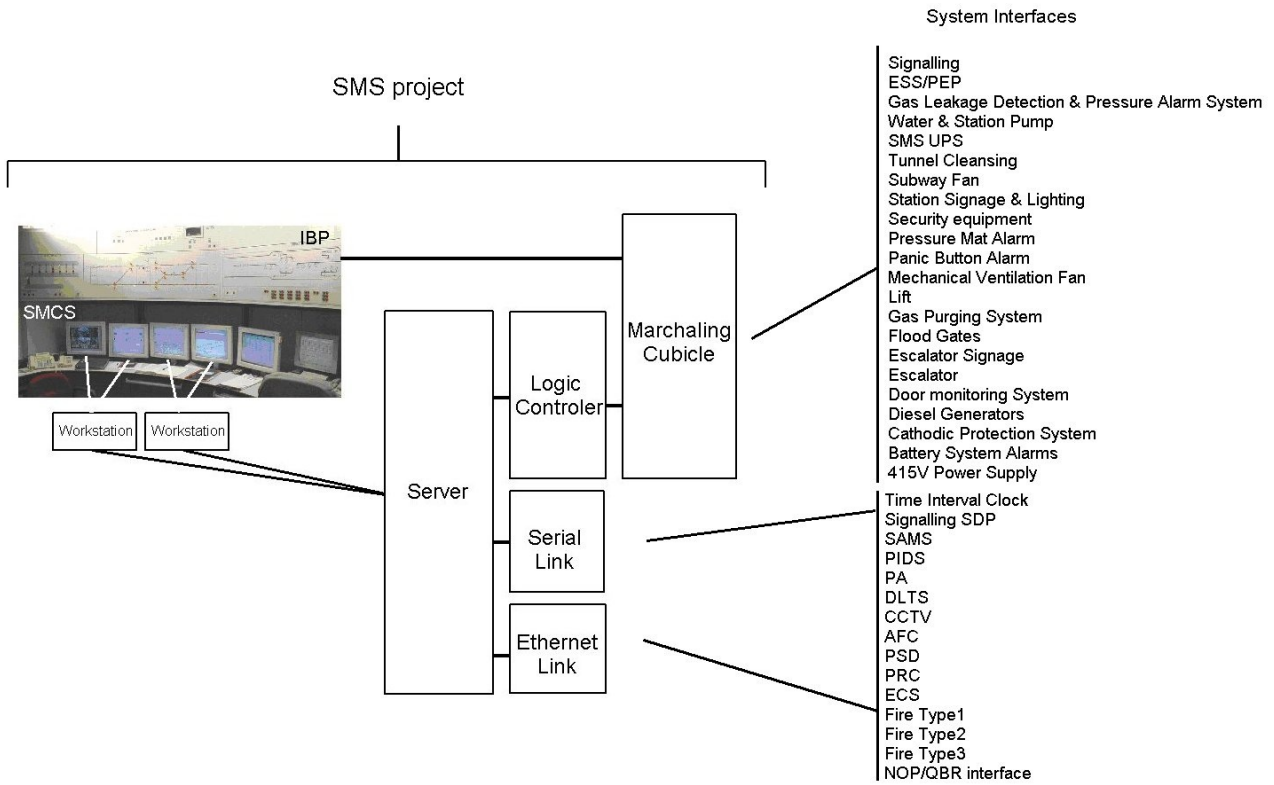 System Interfaces
SMS project
Signalling
ESS/PEP
Gas Leakage Detection & Pressure Alarm System
Water & Station Pump
SMS UPS
Tunnel Cleansing
Subway Fan
Station Signage & Lighting
Security equipment
Pressure Mat Alarm
Panic Button Alarm
Mechanical Ventilation Fan
Lift
Gas Purging System
Flood Gates
Escalator Signage
Escalator
Door monitoring System
Diesel Generators
Cathodic Protection System
Battery System Alarms
415V Power Supply
IBP
SMCS
Workstation
Workstation
Server
Logic
Controler
Marchaling
Cubicle
Serial
Link
Ethernet
Link
Time Interval Clock
Signalling SDP
SAMS
PIDS
PA
DLTS
CCTV
AFC
PSD
PRC
ECS
Fire Type1
Fire Type2
Fire Type3
NOP/QBR interface